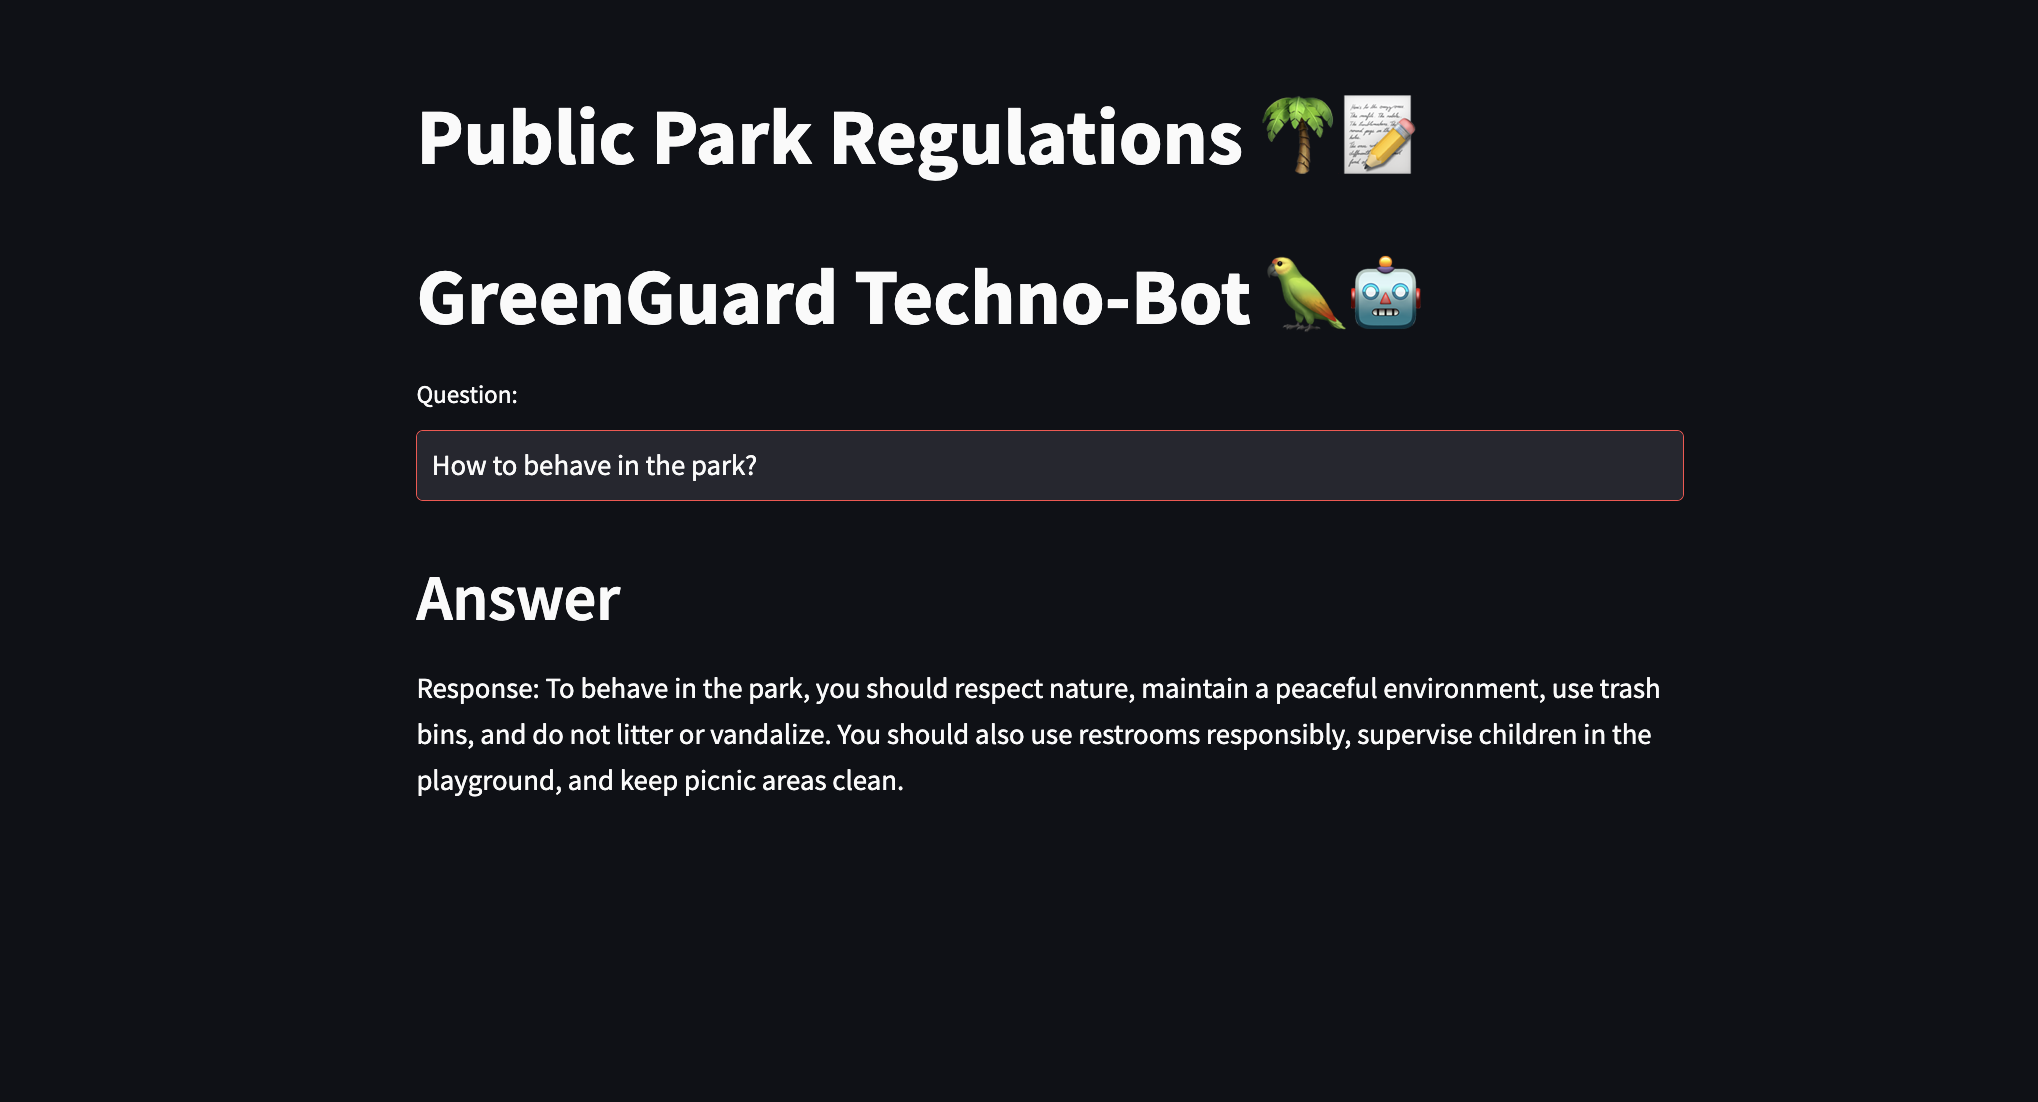 Public Park Regulations 🌴📝
GreenGuard Techno-Bot 🦜🤖
Question:
How to behave in the park?
Answer
Response: To behave in the park, you should respect nature, maintain a peaceful environment, use trash
bins, and do not litter or vandalize. You should also use restrooms responsibly, supervise children in the
playground, and keep picnic areas clean.